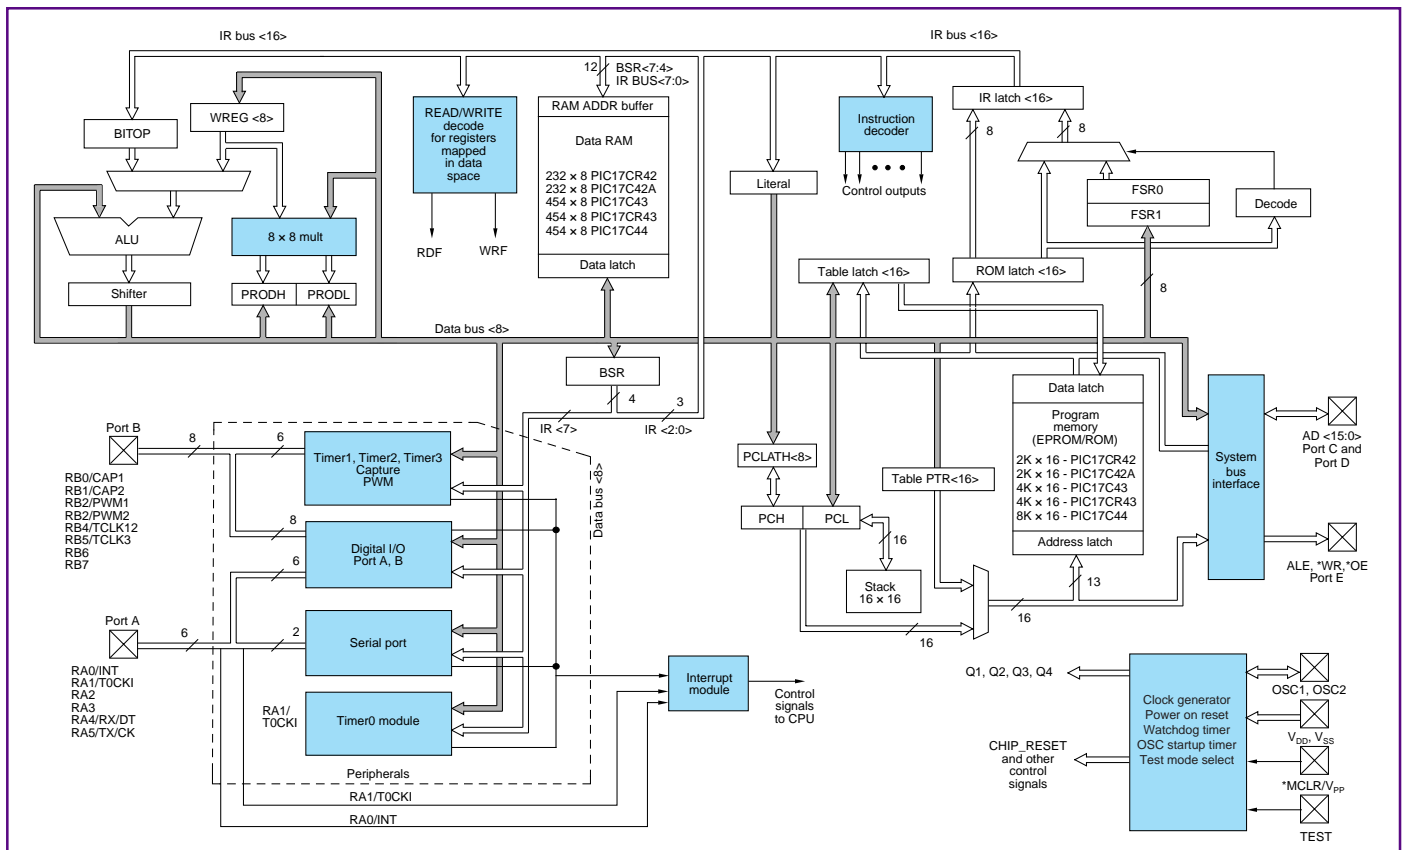 IR bus <16>
IR bus <16>
12
BSR<7:4>
IR BUS<7:0>
WREG <8>
BITOP
READ/WRITE
decode
for registers
mapped
in data
space
RAM ADDR buffer
Data RAM
232 × 8 PIC17CR42
232 × 8 PIC17C42A
454 × 8 PIC17C43
454 × 8 PIC17CR43
454 × 8 PIC17C44
Data latch
Instruction
decoder
Control outputs
IR latch <16>
8
8
Literal
FSR0
FSR1
Decode
ALU
8 × 8 mult
RDF
WRF
Shifter
PRODH
PRODL
Table latch <16>
ROM latch <16>
8
Data bus <8>
BSR
4
3
IR <7>
IR <2:0>
Data latch
Program
memory
(EPROM/ROM)
2K × 16 - PIC17CR42
2K × 16 - PIC17C42A
4K × 16 - PIC17C43
4K × 16 - PIC17CR43
8K × 16 - PIC17C44
Address latch
System
bus
interface
AD <15:0>
Port C and
Port D
ALE, *WR,*OE
Port E
Port B
8
6
RB0/CAP1
RB1/CAP2
RB2/PWM1
RB2/PWM2
RB4/TCLK12
RB5/TCLK3
RB6
RB7
Timer1, Timer2, Timer3
Capture
PWM
Data bus <8>
8
Digital I/O
Port A, B
6
PCLATH<8>
Table PTR<16>
PCH
PCL
16
Stack
16 × 16
13
16
16
Port A
6
2
RA0/INT
RA1/T0CKI
RA2
RA3
RA4/RX/DT
RA5/TX/CK
Serial port
RA1/
T0CKI
Timer0 module
Peripherals
RA1/T0CKI
RA0/INT
Interrupt
module
Control
signals
to CPU
Q1, Q2, Q3, Q4
CHIP_RESET
and other
control
signals
Clock generator
Power on reset
Watchdog timer
OSC startup timer
Test mode select
OSC1, OSC2
VDD, VSS
*MCLR/VPP
TEST